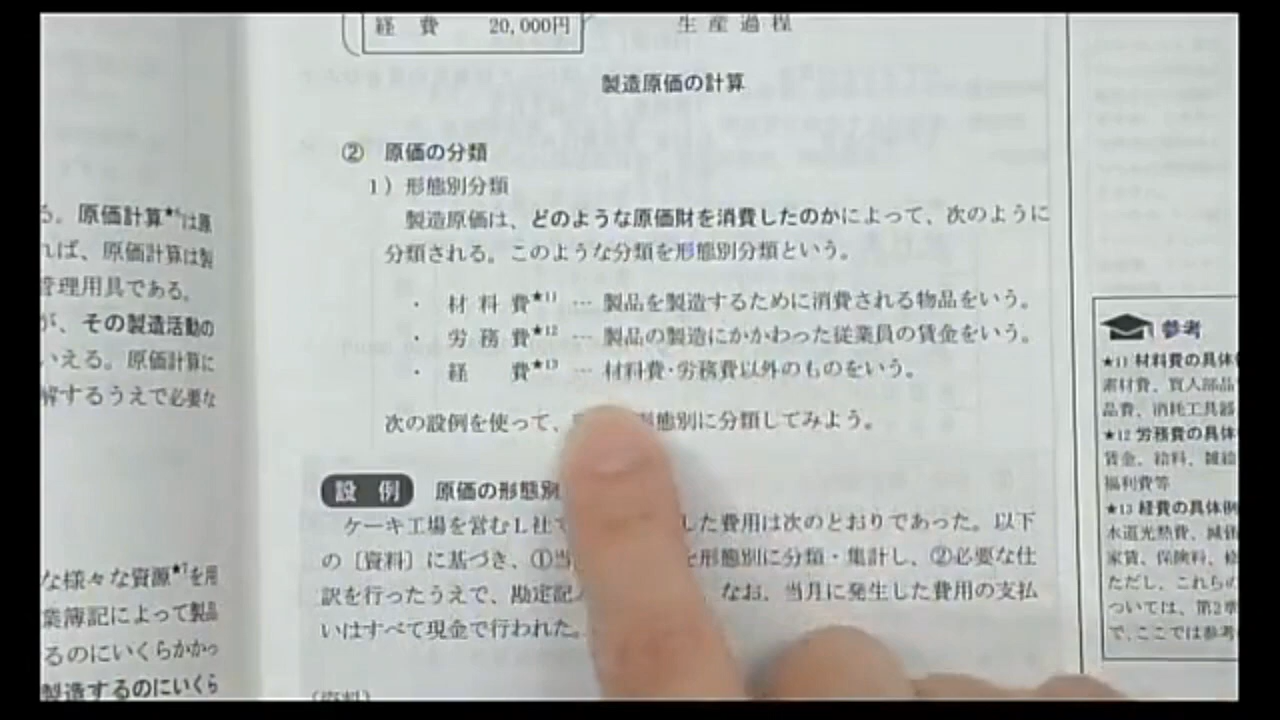 る。原価計算★6は原
れば、原価計算は製
管理用具である。
が、その製造活動の
いえる。原価計算に
解するうえで必要な
な様々な資源★7を用
業簿記によって製品
るのにいくらかかっ
製造するのにいくら
経 費 20,000円
生産過程
製造原価の計算
② 原価の分類
1）形態別分類
製造原価は、どのような原価財を消費したのかによって、次のように
分類される。このような分類を形態別分類という。
・ 材料費★11 … 製品を製造するために消費される物品をいう。
・ 労務費★12 … 製品の製造にかかわった従業員の賃金をいう。
・ 経 費★13 … 材料費・労務費以外のものをいう。
次の設例を使って、 形態別に分類してみよう。
設 例 原価の形態別
ケーキ工場を営むL社で した費用は次のとおりであった。以下
の〔資料〕に基づき、①当 を形態別に分類・集計し、②必要な仕
訳を行ったうえで、勘定記 なお、当月に発生した費用の支払
いはすべて現金で行われた。
〔資料〕
参考
★11 材料費の具体
素材費、買入部品
品費、消耗工具器
★12 労務費の具体
賃金、給料、雑給
福利費等
★13 経費の具体例
水道光熱費、減価
家賃、保険料、
ただし、これらの
ついては、第2章
で、ここでは参考